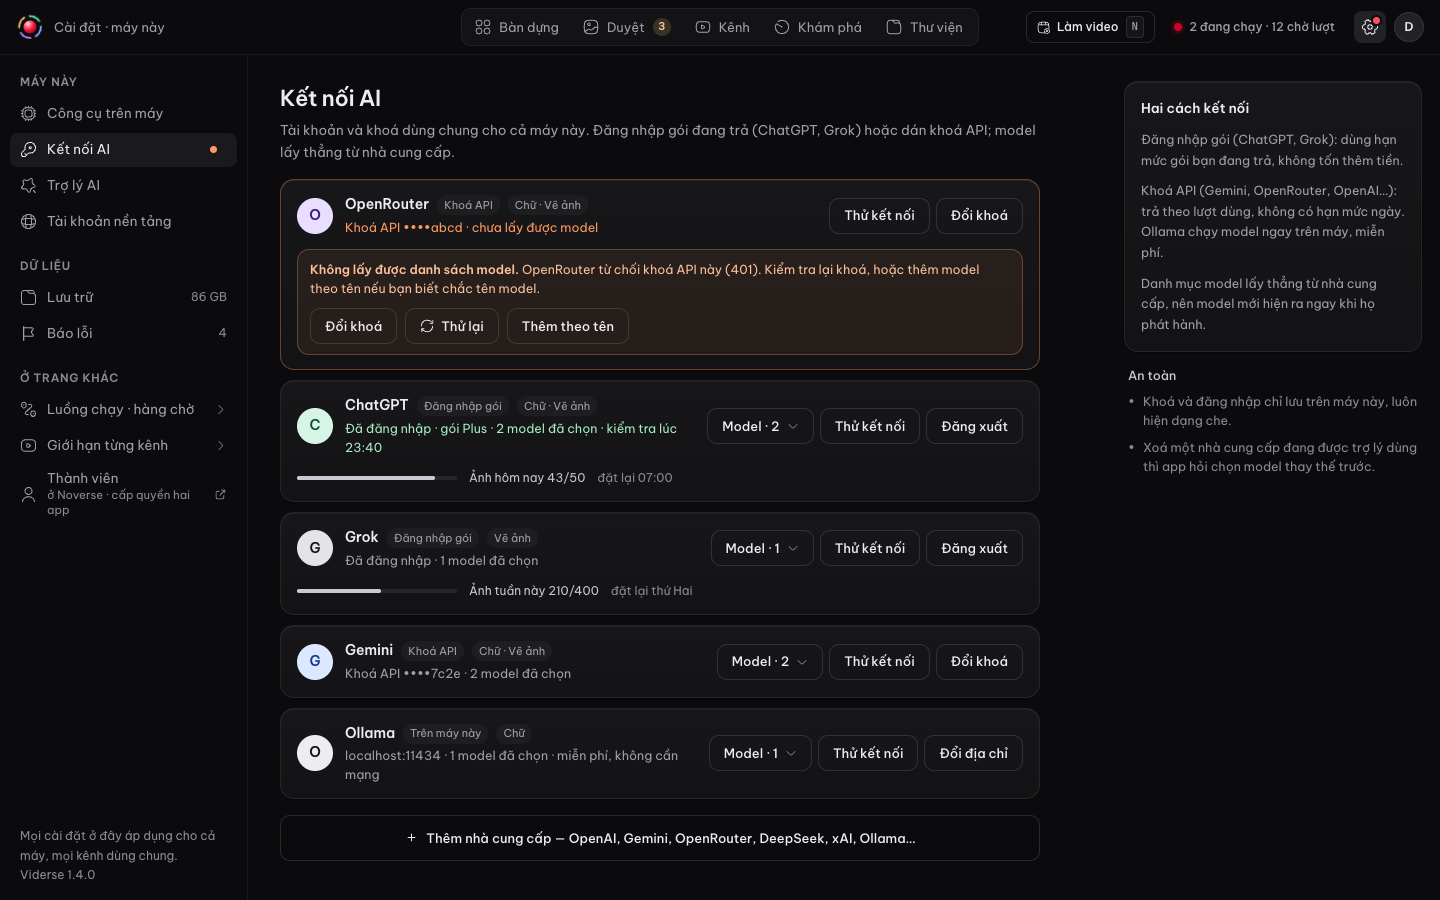 Cài đặt · máy này
Bàn dựng
Duyệt 3
Kênh
Khám phá
Thư viện
Làm video N
2 đang chạy · 12 chờ lượt
D
MÁY NÀY
Công cụ trên máy
Kết nối AI
Trợ lý AI
Tài khoản nền tảng
DỮ LIỆU
Lưu trữ 86 GB
Báo lỗi 4
Ở TRANG KHÁC
Luồng chạy · hàng chờ
Giới hạn từng kênh
Thành viên
ở Noverse · cấp quyền hai
app
Mọi cài đặt ở đây áp dụng cho cả
máy, mọi kênh dùng chung.
Viderse 1.4.0
Kết nối AI
Tài khoản và khoá dùng chung cho cả máy này. Đăng nhập gói đang trả (ChatGPT, Grok) hoặc dán khoá API; model
lấy thẳng từ nhà cung cấp.
O
OpenRouter Khoá API Chữ · Vẽ ảnh
Khoá API ••••abcd · chưa lấy được model
Thử kết nối
Đổi khoá
Không lấy được danh sách model. OpenRouter từ chối khoá API này (401). Kiểm tra lại khoá, hoặc thêm model
theo tên nếu bạn biết chắc tên model.
Đổi khoá
Thử lại
Thêm theo tên
C
ChatGPT Đăng nhập gói Chữ · Vẽ ảnh
Đã đăng nhập · gói Plus · 2 model đã chọn · kiểm tra lúc
23:40
Model · 2
Thử kết nối
Đăng xuất
Ảnh hôm nay 43/50 đặt lại 07:00
G
Grok Đăng nhập gói Vẽ ảnh
Đã đăng nhập · 1 model đã chọn
Model · 1
Thử kết nối
Đăng xuất
Ảnh tuần này 210/400 đặt lại thứ Hai
G
Gemini Khoá API Chữ · Vẽ ảnh
Khoá API ••••7c2e · 2 model đã chọn
Model · 2
Thử kết nối
Đổi khoá
O
Ollama Trên máy này Chữ
localhost:11434 · 1 model đã chọn · miễn phí, không cần
mạng
Model · 1
Thử kết nối
Đổi địa chỉ
+ Thêm nhà cung cấp — OpenAI, Gemini, OpenRouter, DeepSeek, xAI, Ollama...
Hai cách kết nối
Đăng nhập gói (ChatGPT, Grok): dùng hạn
mức gói bạn đang trả, không tốn thêm tiền.
Khoá API (Gemini, OpenRouter, OpenAI...):
trả theo lượt dùng, không có hạn mức ngày.
Ollama chạy model ngay trên máy, miễn
phí.
Danh mục model lấy thẳng từ nhà cung
cấp, nên model mới hiện ra ngay khi họ
phát hành.
An toàn
• Khoá và đăng nhập chỉ lưu trên máy này, luôn
hiện dạng che.
• Xoá một nhà cung cấp đang được trợ lý dùng
thì app hỏi chọn model thay thế trước.